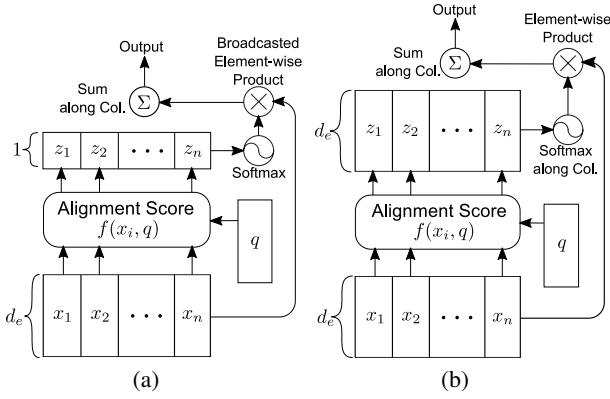 Output
Sum
along Col.
Σ
Broadcasted
Element-wise
Product
×
1
z₁ z₂ · · · zₙ
Softmax
Alignment Score
f(xᵢ, q)
q
dₑ
x₁ x₂ · · · xₙ
(a)
Output
Sum
along Col.
Σ
Element-wise
Product
×
dₑ
z₁ z₂ · · · zₙ
Softmax
along Col.
Alignment Score
f(xᵢ, q)
q
dₑ
x₁ x₂ · · · xₙ
(b)